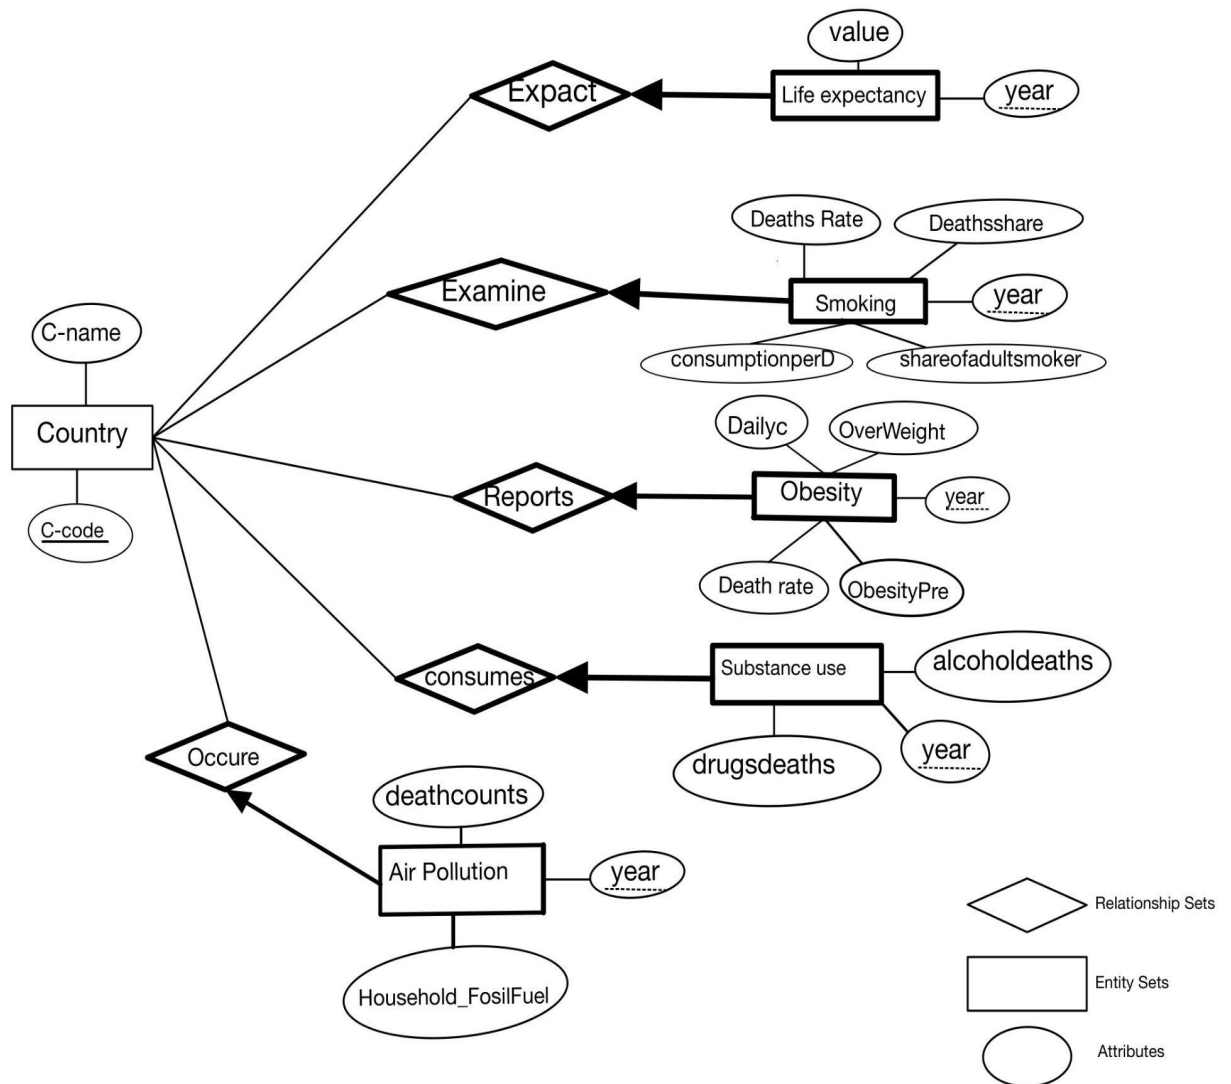 value
Expact
Life expectancy
year
Deaths Rate
Deathsshare
Examine
Smoking
year
C-name
consumptionperD
shareofadultsmoker
Country
Dailyc
OverWeight
Reports
Obesity
year
C-code
Death rate
ObesityPre
consumes
Substance use
alcoholdeaths
Occure
drugsdeaths
year
deathcounts
Air Pollution
year
Household_FosilFuel
Relationship Sets
Entity Sets
Attributes